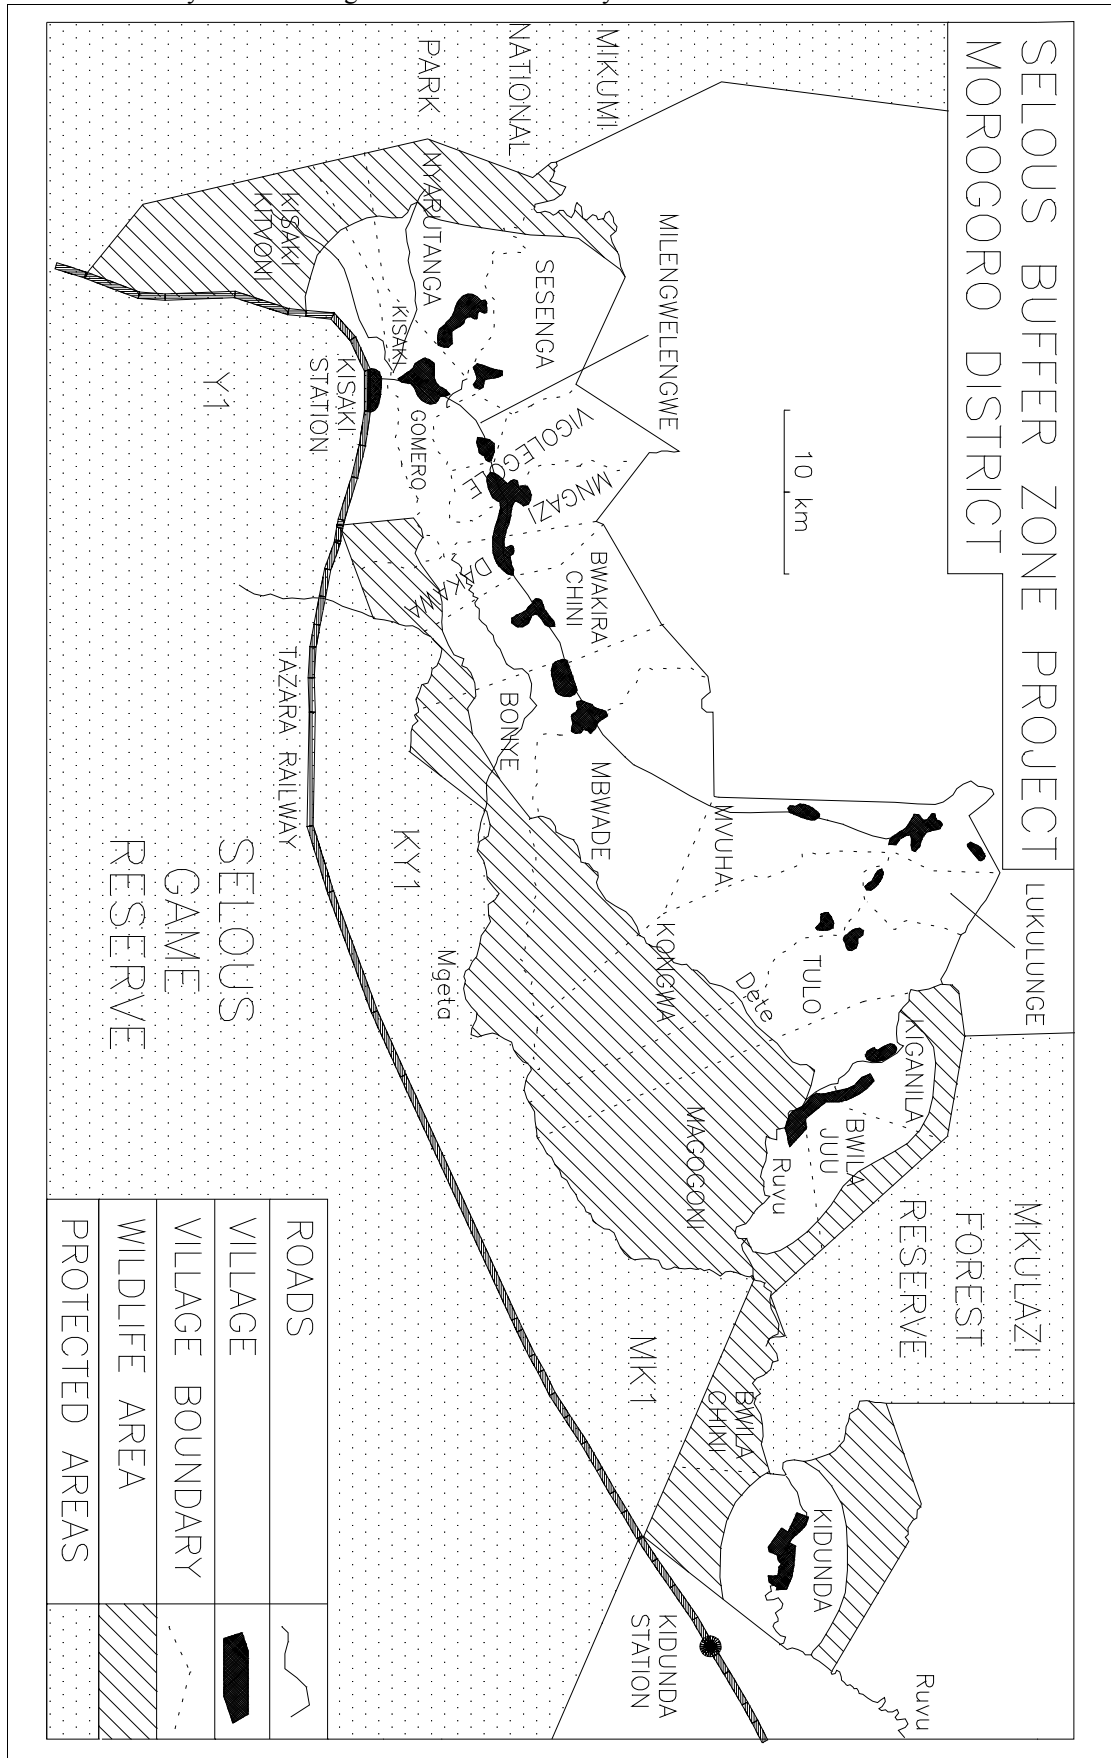 SELOUS BUFFER ZONE PROJECT
MOROGORO DISTRICT
10 km
MIKUMI
NATIONAL
PARK
LUKULUNGE
MKULAZI
FOREST
RESERVE
MILENGWELENGWE
SESENGA
NYARUTANGA
KISAKI
KITVONI
KISAKI
GOMERO
KISAKI
STATION
VIGOLEGOLE
MNGAZI
DAKAWA
BWAKIRA
CHINI
BONYE
MBWADE
MVUHA
KONGWA
TULO
Dete
KIGANILA
BWILA
JUU
Ruvu
MAGOGONI
BWILA
CHINI
KIDUNDA
Ruvu
KIDUNDA
STATION
Mgeta
Y1
KY1
MK1
TAZARA RAILWAY
SELOUS
GAME
RESERVE
ROADS
VILLAGE
VILLAGE BOUNDARY
WILDLIFE AREA
PROTECTED AREAS